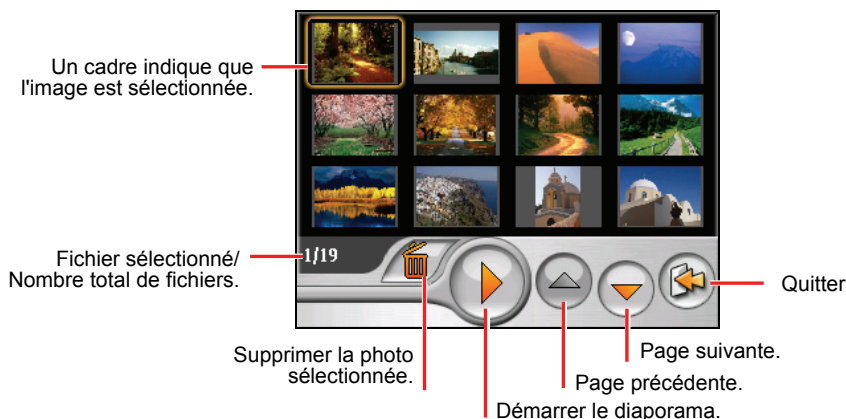 Un cadre indique que
l'image est sélectionnée.
Fichier sélectionné/
Nombre total de fichiers.
1/19
Quitter
Supprimer la photo
sélectionnée.
Page suivante.
Page précédente.
Démarrer le diaporama.